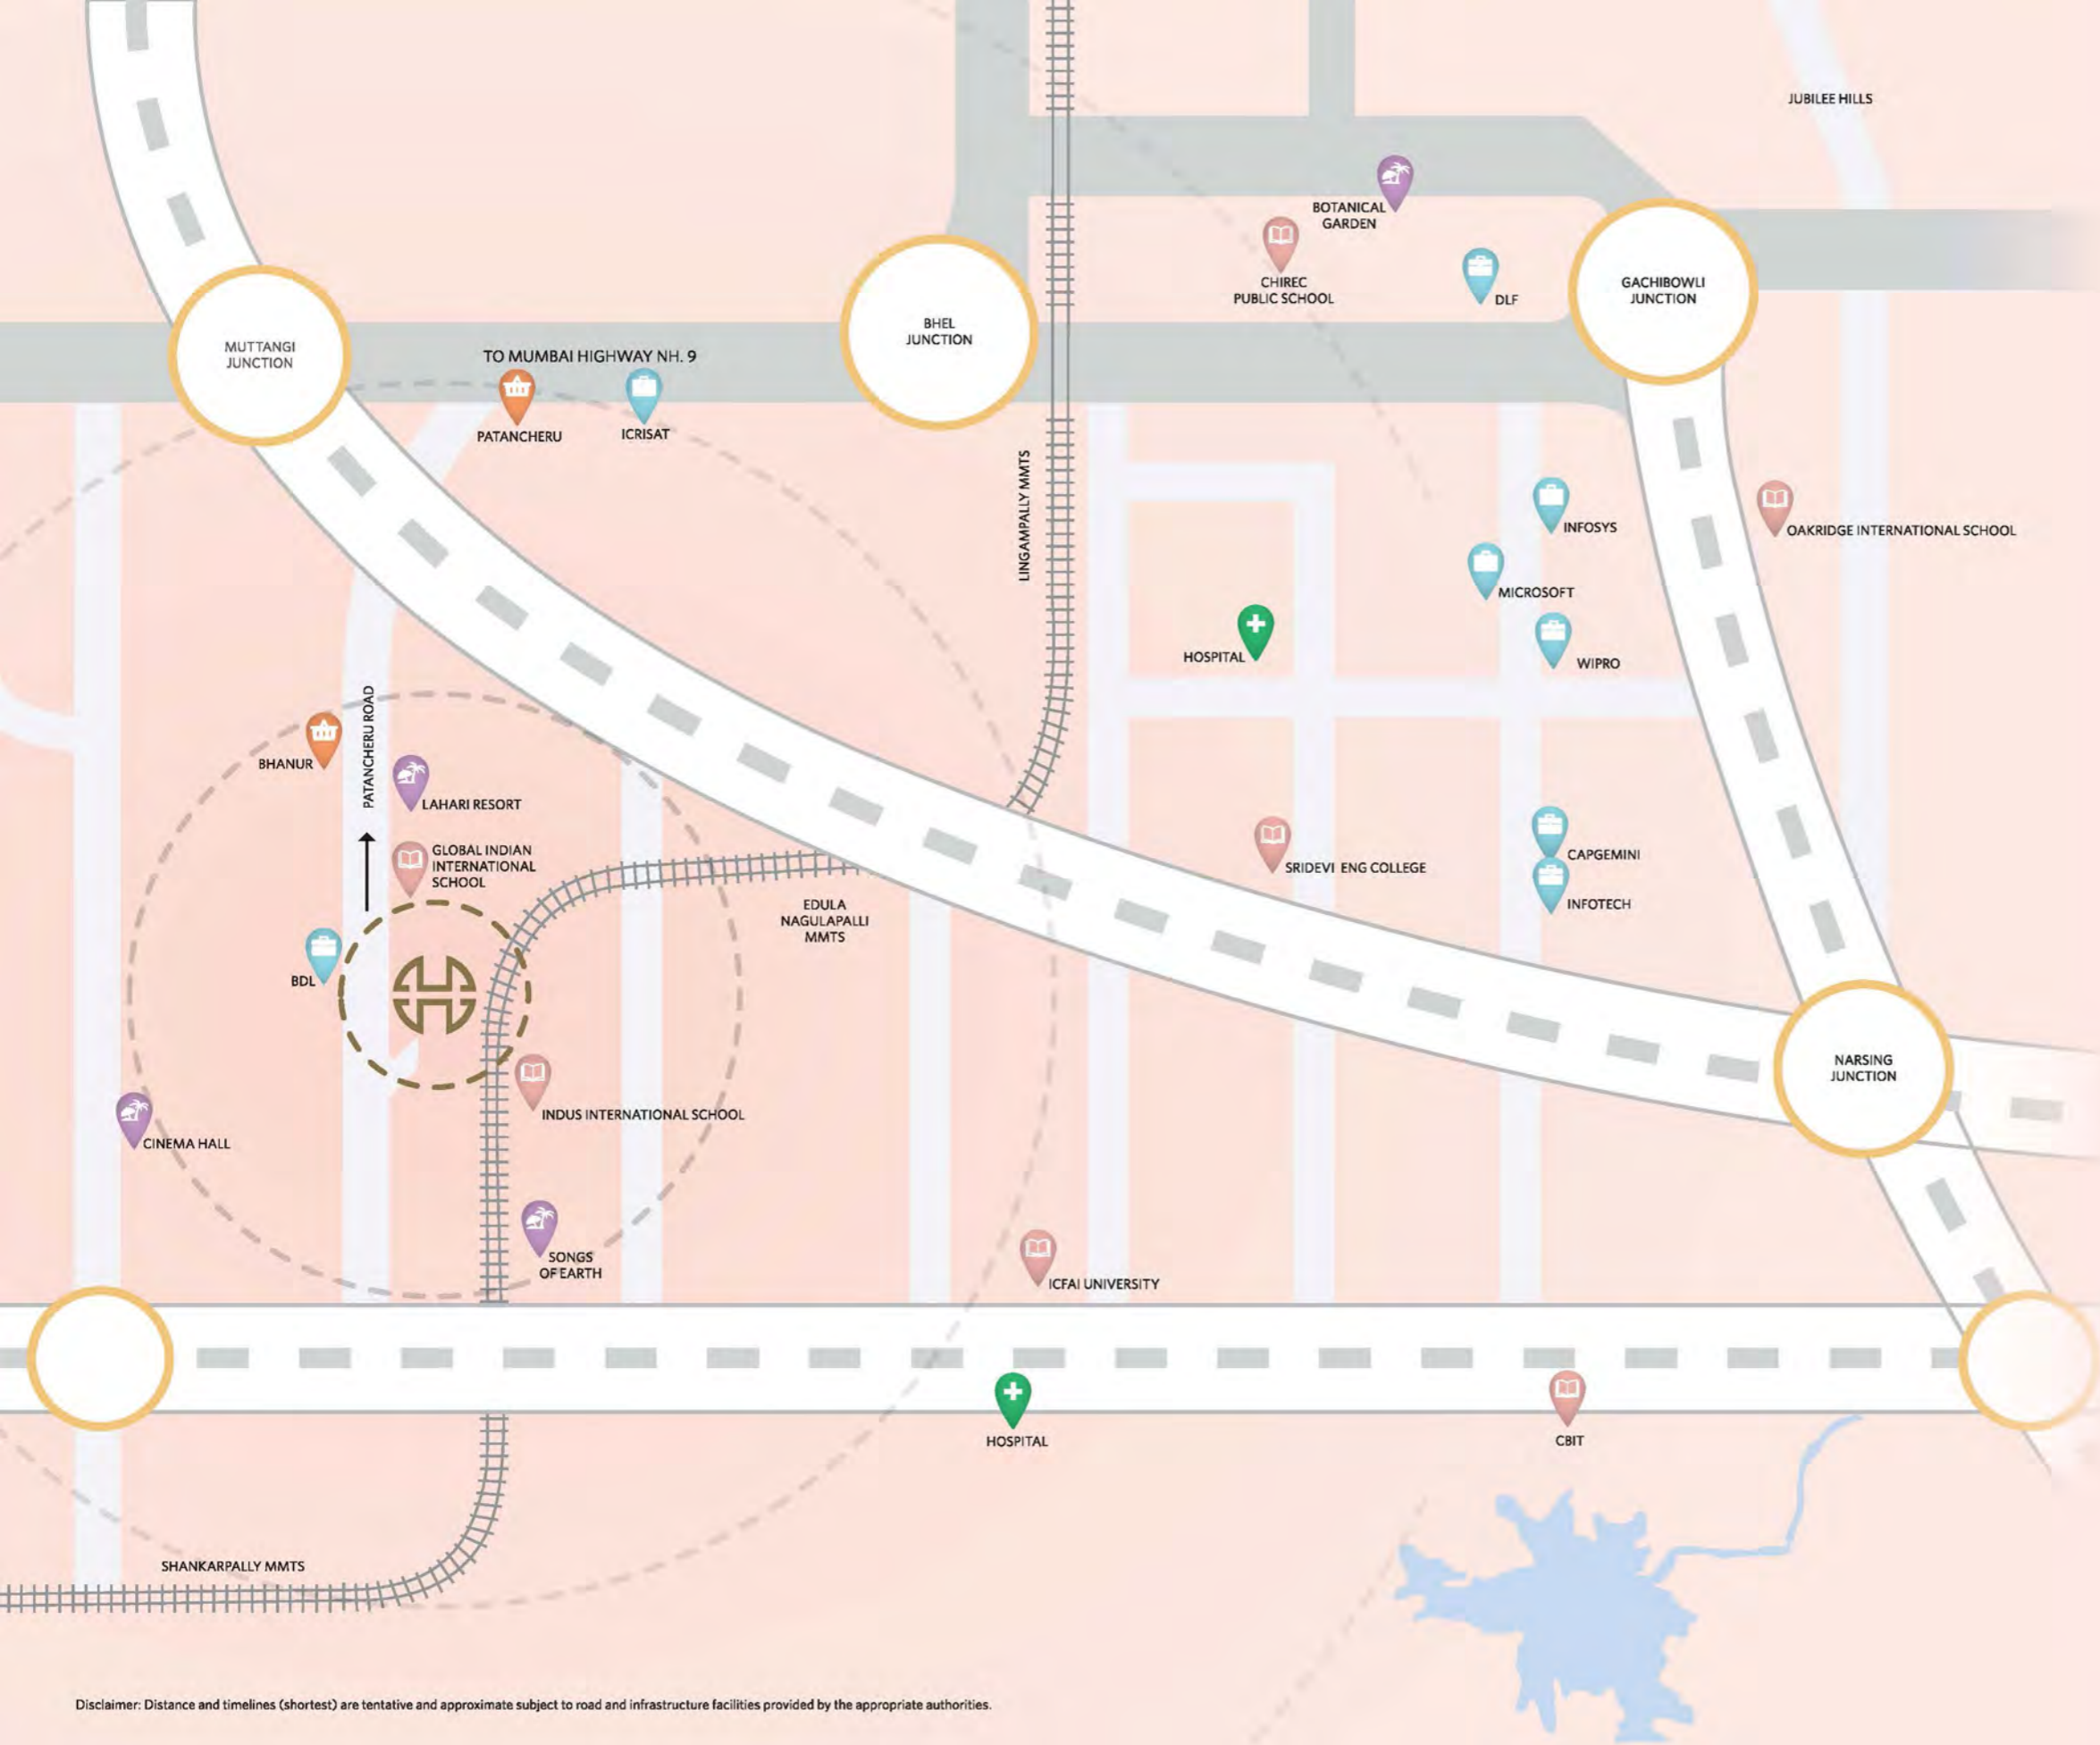 JUBILEE HILLS
BOTANICAL
GARDEN
CHIREC
PUBLIC SCHOOL
DLF
GACHIBOWLI
JUNCTION
MUTTANGI
JUNCTION
TO MUMBAI HIGHWAY NH. 9
BHEL
JUNCTION
PATANCHERU
ICRISAT
LINGAMPALLY MMTS
INFOSYS
OAKRIDGE INTERNATIONAL SCHOOL
MICROSOFT
HOSPITAL
WIPRO
BHANUR
PATANCHERU ROAD
LAHARI RESORT
GLOBAL INDIAN
INTERNATIONAL
SCHOOL
SRIDEVI ENG COLLEGE
CAPGEMINI
INFOTECH
EDULA
NAGULAPALLI
MMTS
BDL
NARSING
JUNCTION
INDUS INTERNATIONAL SCHOOL
CINEMA HALL
SONGS
OF EARTH
ICFAI UNIVERSITY
HOSPITAL
CBIT
SHANKARPALLY MMTS
Disclaimer: Distance and timelines (shortest) are tentative and approximate subject to road and infrastructure facilities provided by the appropriate authorities.